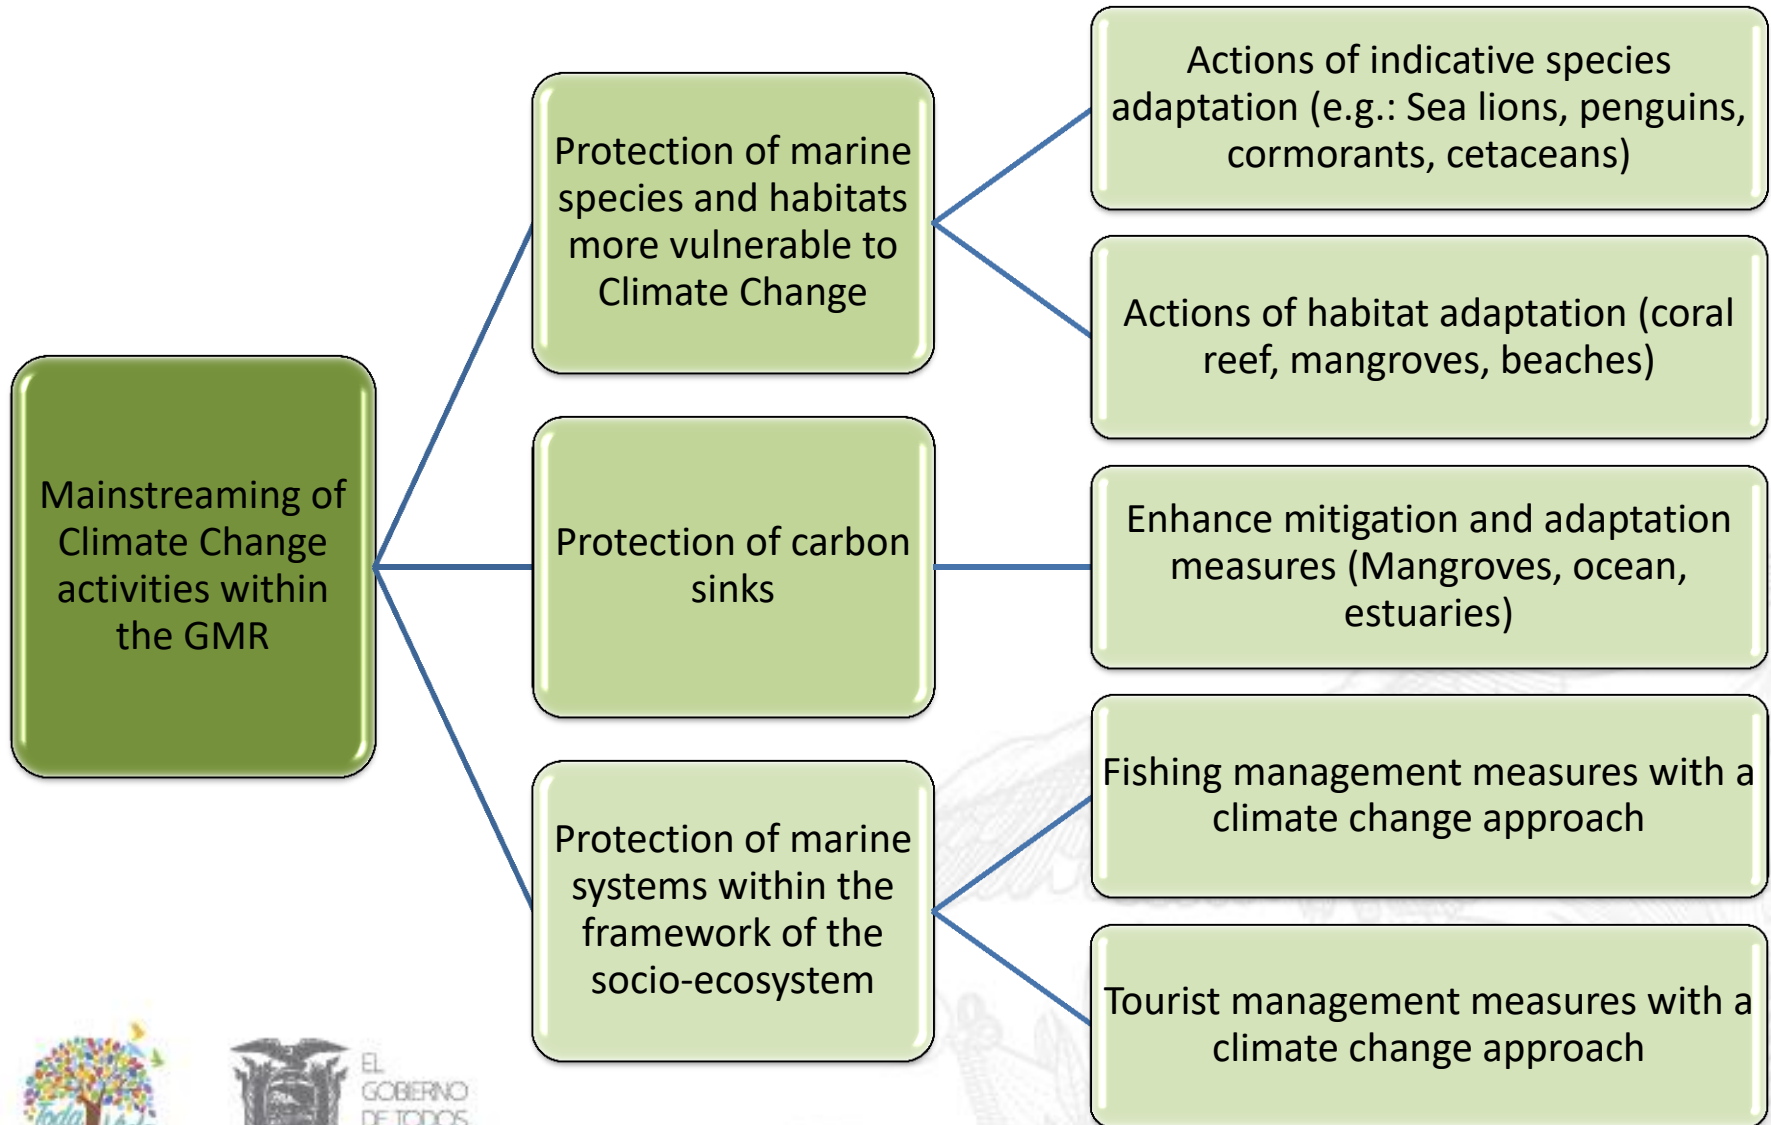 Mainstreaming of
Climate Change
activities within
the GMR
Protection of marine
species and habitats
more vulnerable to
Climate Change
Actions of indicative species
adaptation (e.g.: Sea lions, penguins,
cormorants, cetaceans)
Actions of habitat adaptation (coral
reef, mangroves, beaches)
Protection of carbon
sinks
Enhance mitigation and adaptation
measures (Mangroves, ocean,
estuaries)
Protection of marine
systems within the
framework of the
socio-ecosystem
Fishing management measures with a
climate change approach
Tourist management measures with a
climate change approach
Toda
EL
GOBIERNO
DE TODOS